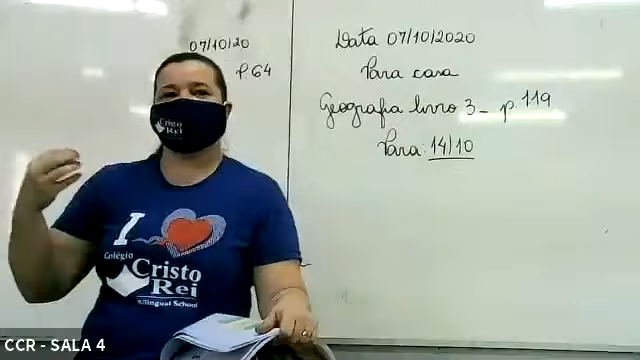 07/10/20
P.64
Data 07/10/2020
Para casa
Geografia livro 3 - p 119
Para: 14/10
Cristo
Rei
I
Colégio
Cristo
Rei
Bilingual School
CCR - SALA 4